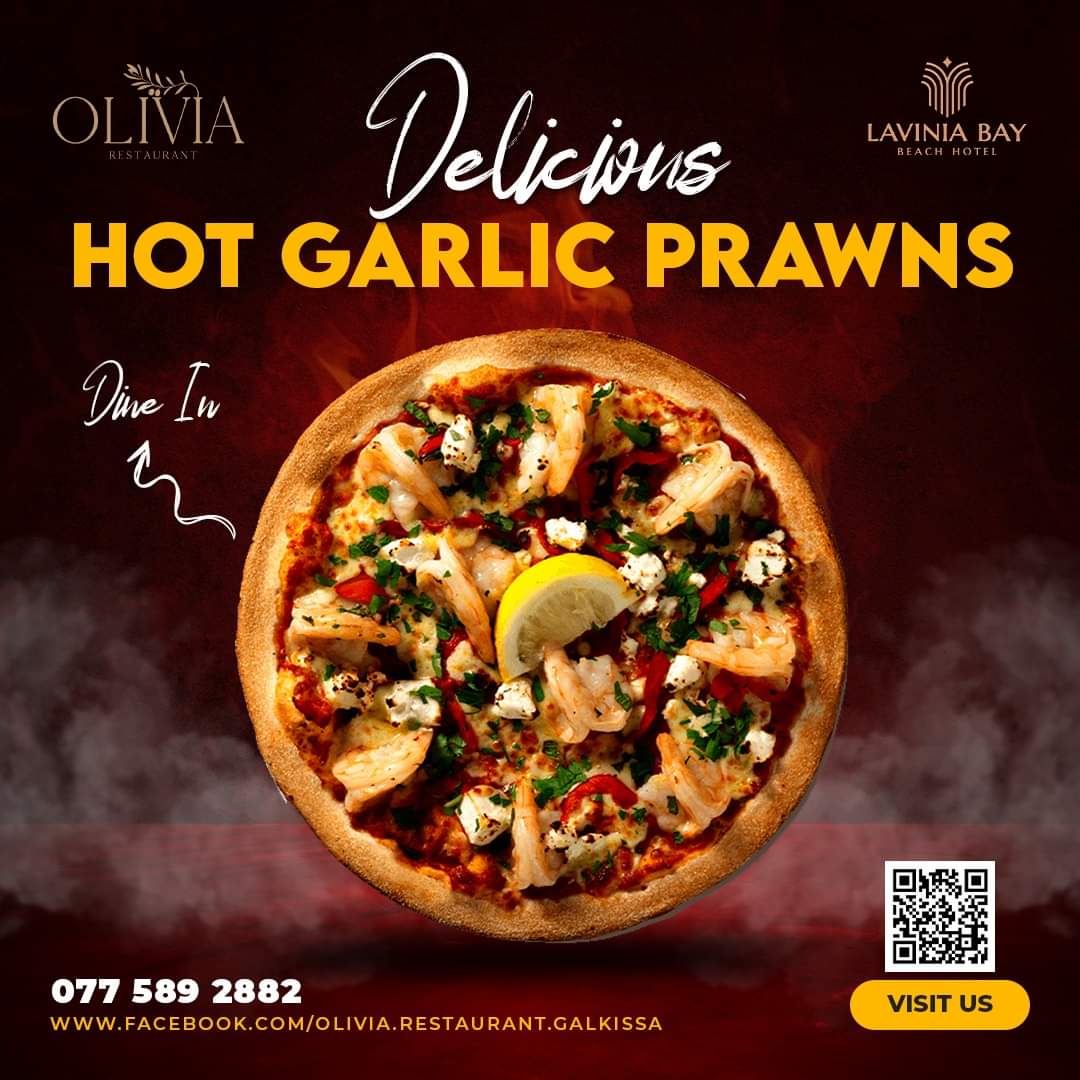 OLIVIA
RESTAURANT
Delicious
LAVINIA BAY
BEACH HOTEL
HOT GARLIC PRAWNS
Dine In
077 589 2882
WWW.FACEBOOK.COM/OLIVIA.RESTAURANT.GALKISSA
VISIT US